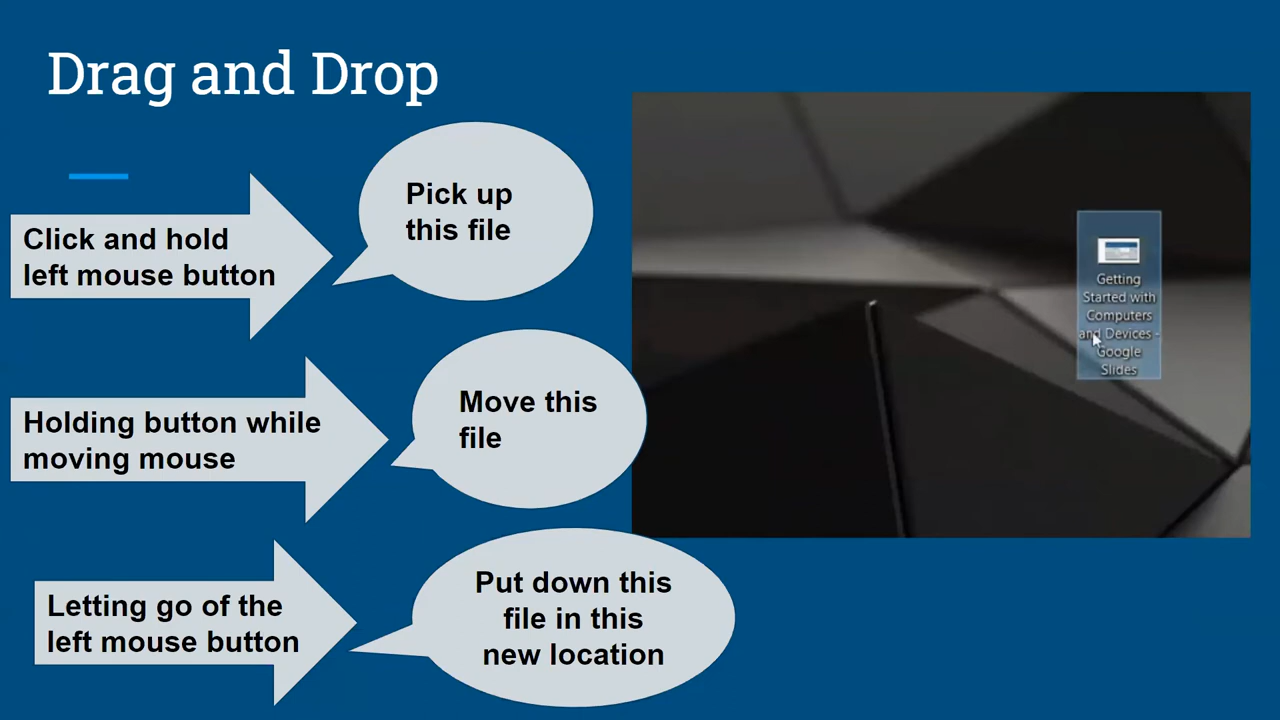 Drag and Drop
Click and hold
left mouse button
Pick up
this file
Holding button while
moving mouse
Move this
file
Letting go of the
left mouse button
Put down this
file in this
new location
Getting
Started with
Computers
and Devices -
Google
Slides